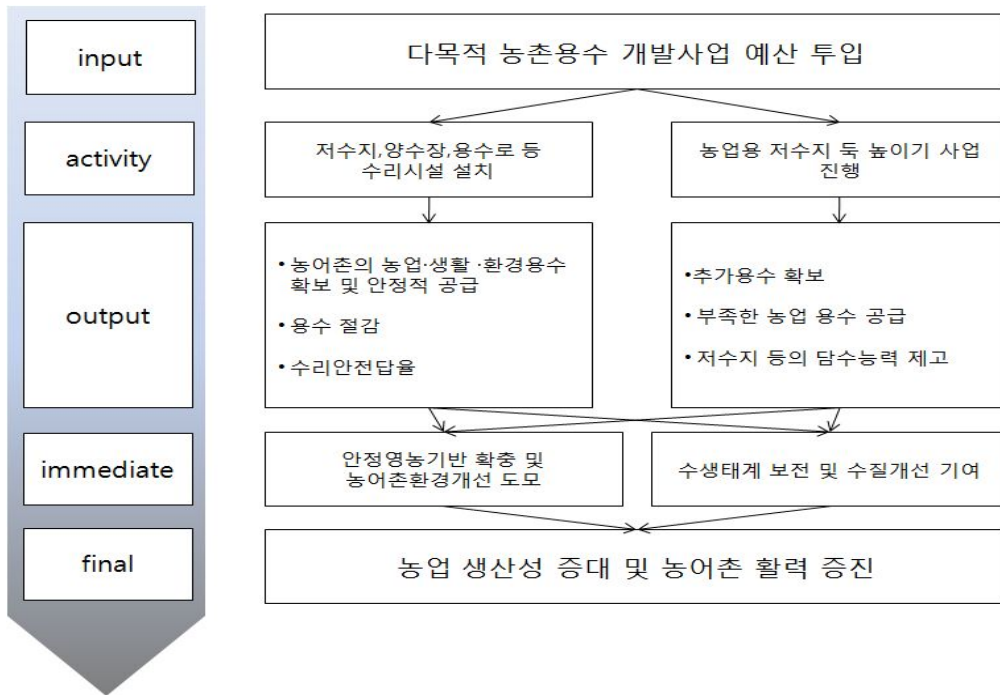 input
다목적 농촌용수 개발사업 예산 투입
activity
저수지,양수장,용수로 등
수리시설 설치
농업용 저수지 둑 높이기 사업
진행
output
• 농어촌의 농업·생활 ·환경용수
확보 및 안정적 공급
• 용수 절감
• 수리안전답율
•추가용수 확보
• 부족한 농업 용수 공급
• 저수지 등의 담수능력 제고
immediate
안정영농기반 확충 및
농어촌환경개선 도모
수생태계 보전 및 수질개선 기여
final
농업 생산성 증대 및 농어촌 활력 증진